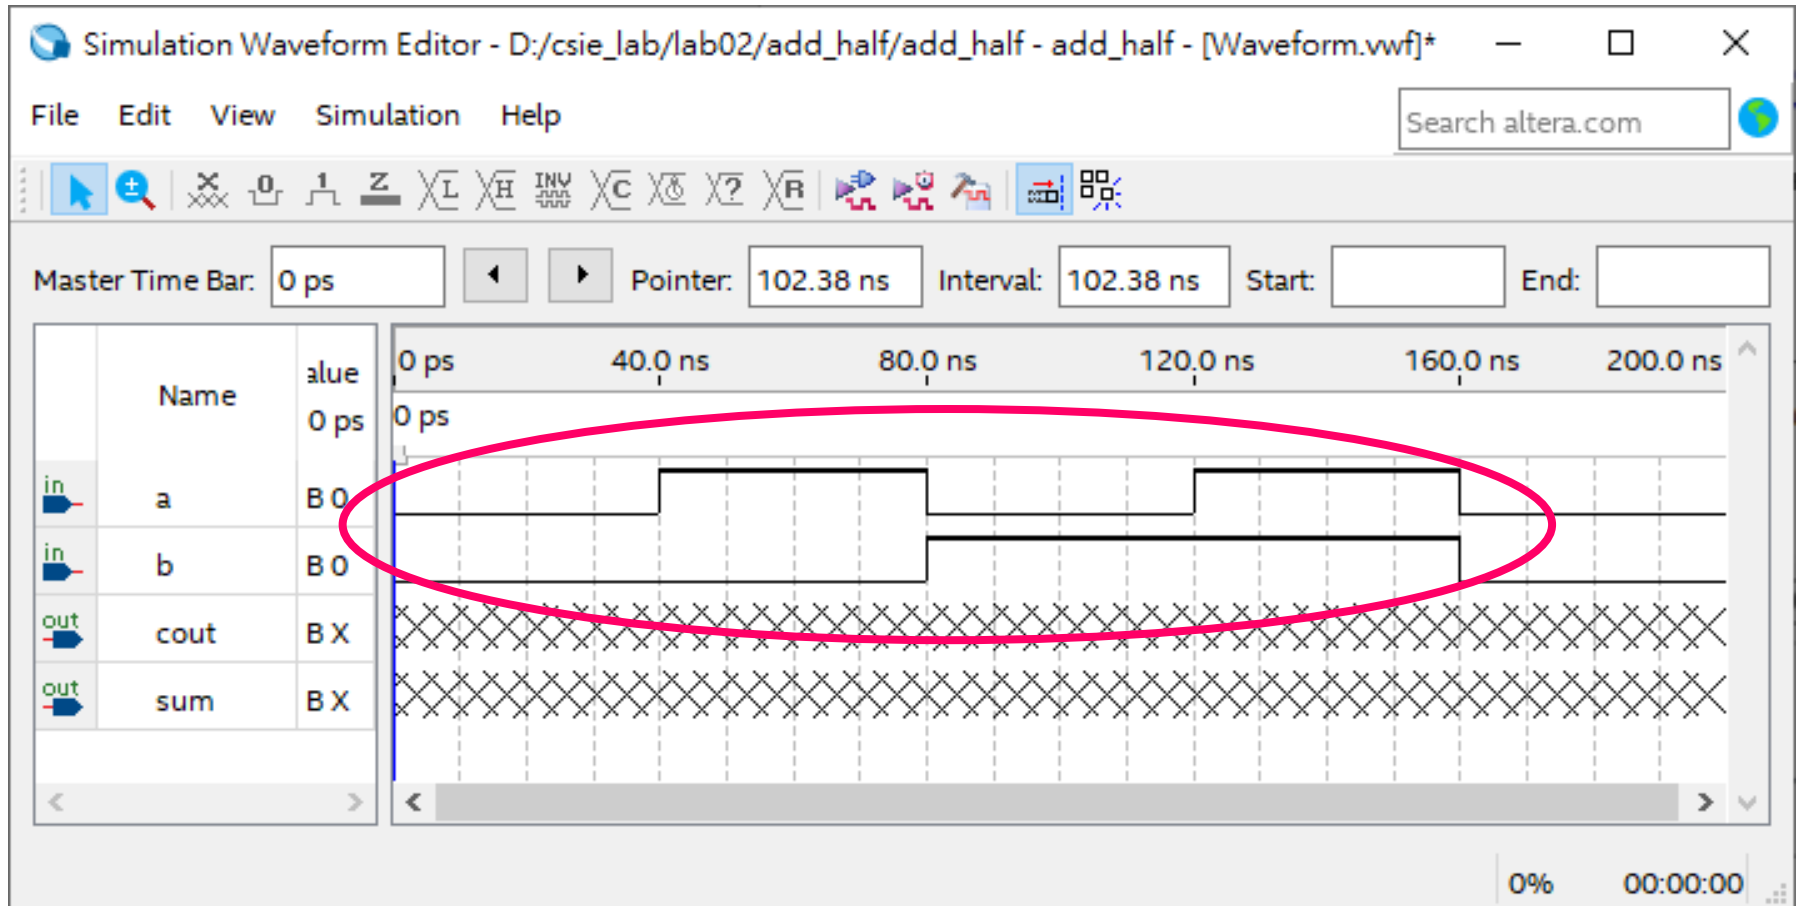 Simulation Waveform Editor - D:/csie_lab/lab02/add_half/add_half - add_half - [Waveform.vwf]*
File Edit View Simulation Help
Search altera.com
X 0 1 Z L H INV C ? R
Master Time Bar: 0 ps Pointer: 102.38 ns Interval: 102.38 ns Start: End:
Name
alue
0 ps
0 ps 40.0 ns 80.0 ns 120.0 ns 160.0 ns 200.0 ns
0 ps
in a B 0
in b B 0
out cout B X
out sum B X
0% 00:00:00